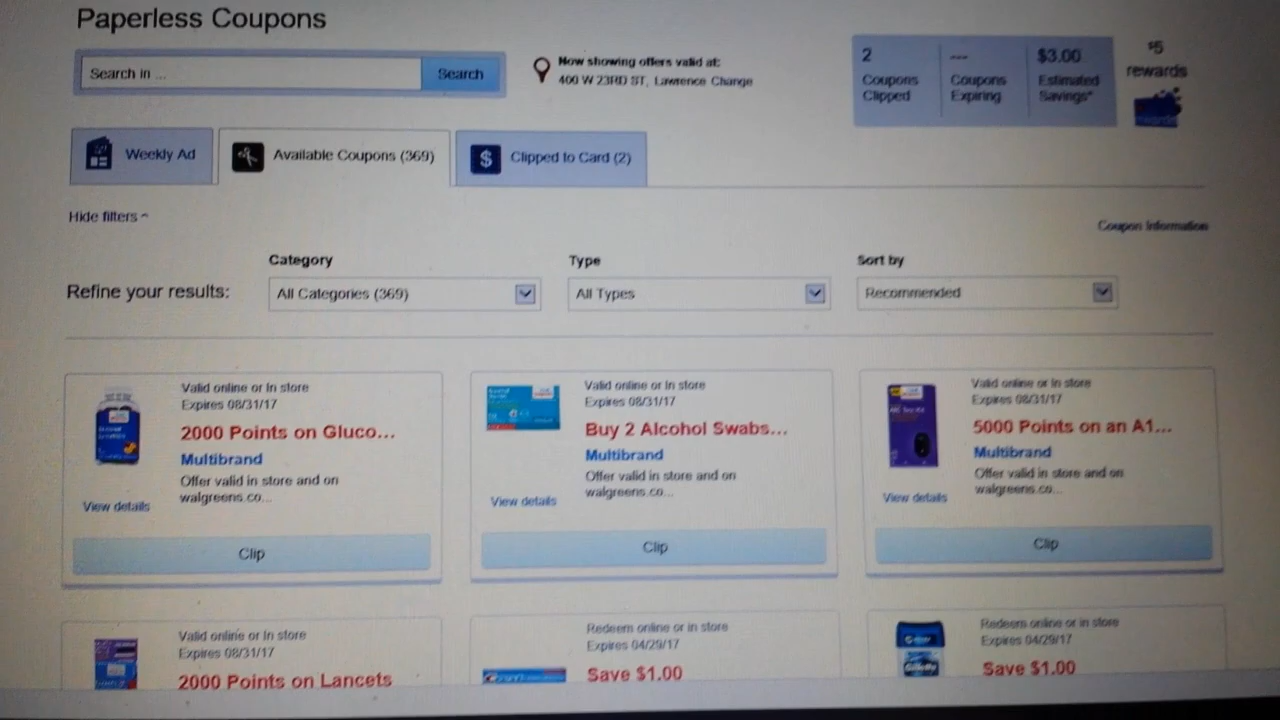 Paperless Coupons
Search in ...
Search
Now showing offers valid at:
400 W 23RD ST, Lawrence Change
2
Coupons
Clipped
---
Coupons
Expiring
$3.00
Estimated
Savings*
$5
rewards
Weekly Ad
Available Coupons (369)
$
Clipped to Card (2)
Hide filters ^
Coupon Information
Category
Type
Sort by
Refine your results:
All Categories (369)
All Types
Recommended
Valid online or In store
Expires 08/31/17
2000 Points on Gluco...
Multibrand
Offer valid in store and on
walgreens.co...
View details
Clip
Valid online or In store
Expires 08/31/17
Buy 2 Alcohol Swabs...
Multibrand
Offer valid in store and on
walgreens.co...
View details
Clip
Valid online or In store
Expires 08/31/17
5000 Points on an A1...
Multibrand
Offer valid in store and on
walgreens.co...
View details
Clip
Valid online or In store
Expires 08/31/17
2000 Points on Lancets
Redeem online or in store
Expires 04/29/17
Save $1.00
Gillette
Redeem online or in store
Expires 04/29/17
Save $1.00